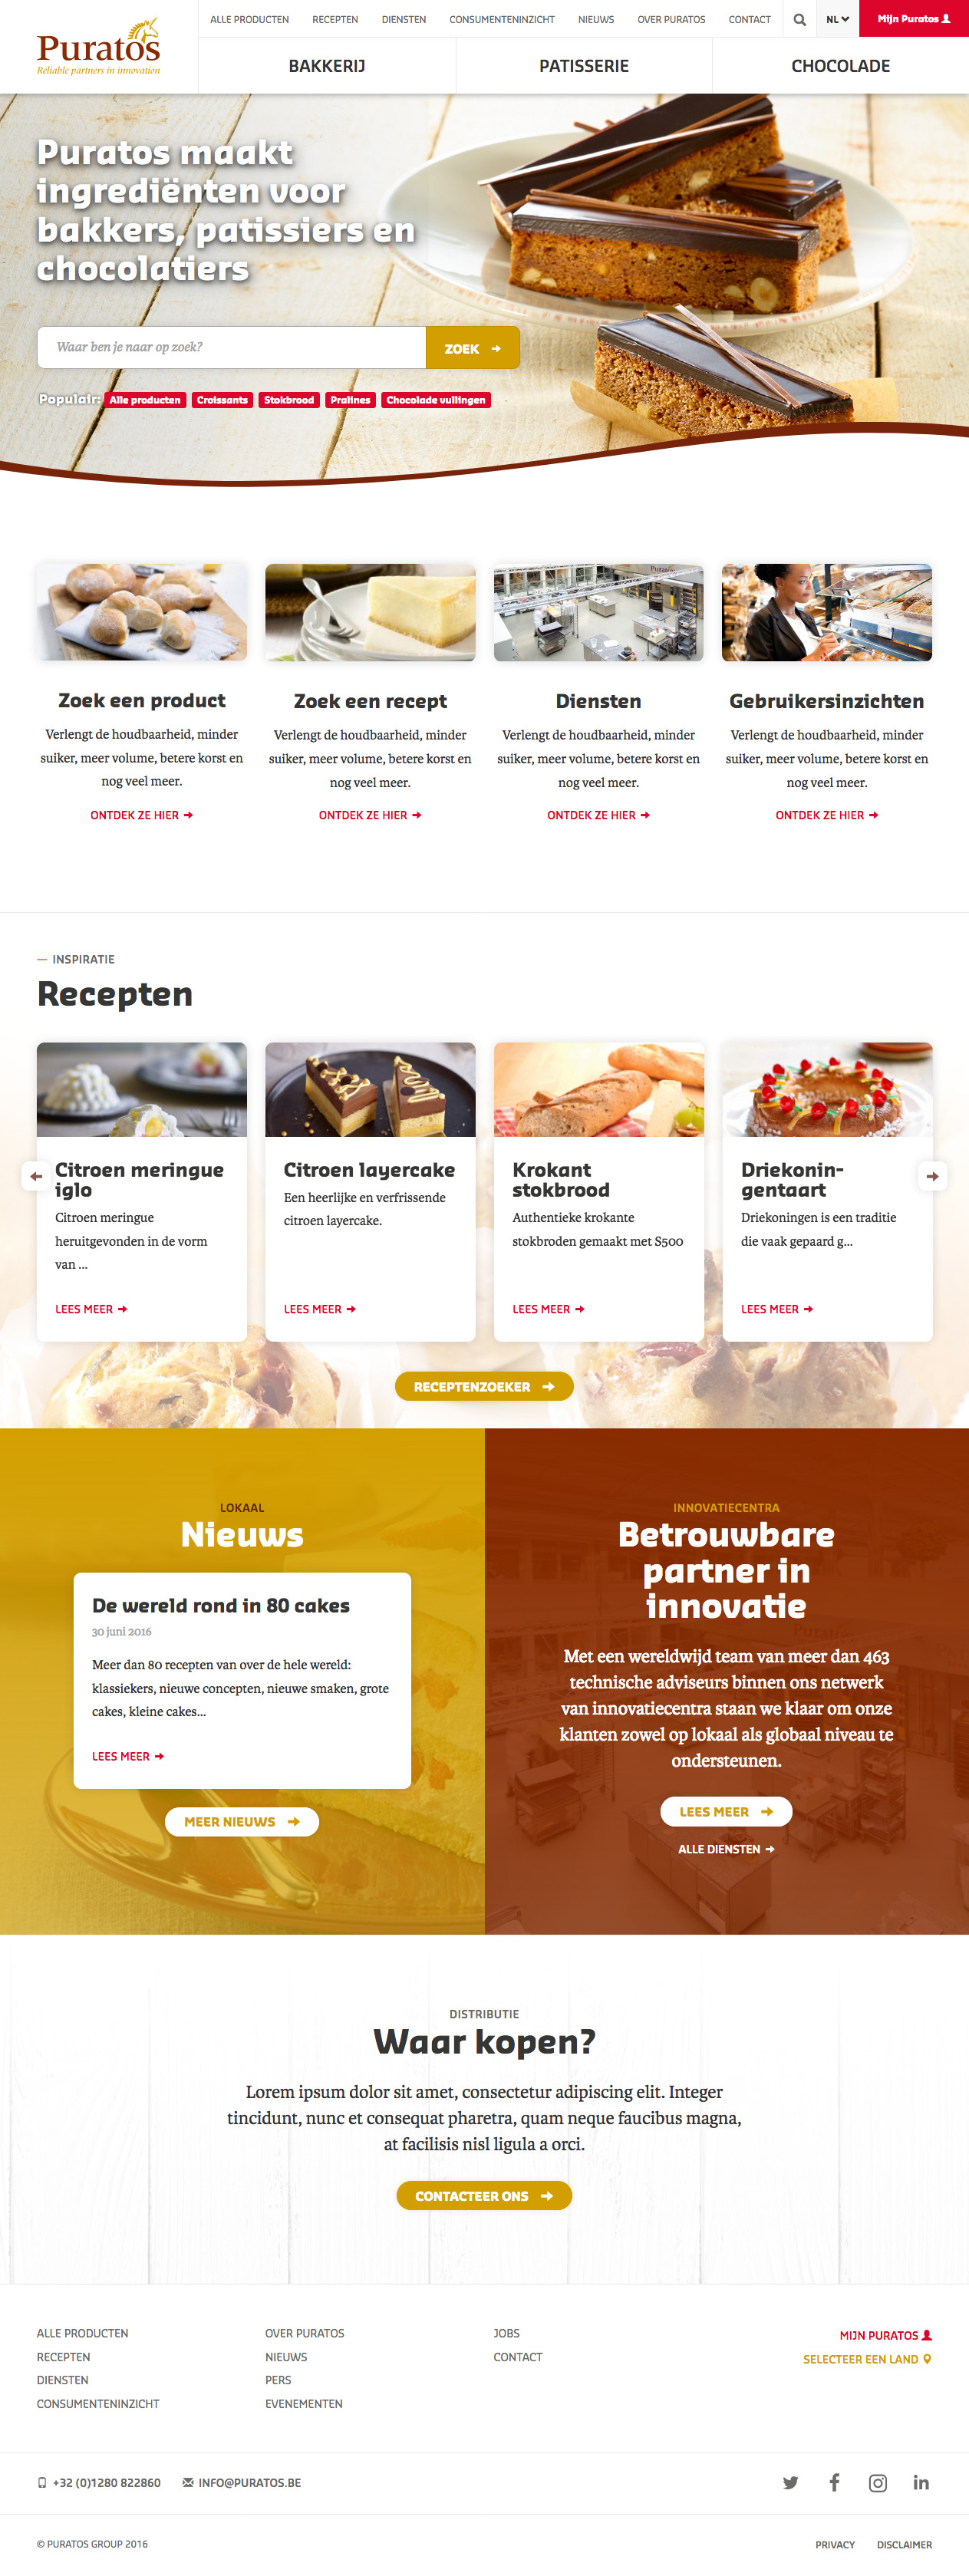 ALLE PRODUCTEN RECEPTEN DIENSTEN CONSUMENTENINZICHT NIEUWS OVER PURATOS CONTACT NL Mijn Puratos
Puratos
Reliable partners in innovation
BAKKERIJ PATISSERIE CHOCOLADE
Puratos maakt
ingrediënten voor
bakkers, patissiers en
chocolatiers
Waar ben je naar op zoek? ZOEK
Populair: Alle producten Croissants Stokbrood Pralines Chocolade vullingen
Puratos
Zoek een product
Verlengt de houdbaarheid, minder
suiker, meer volume, betere korst en
nog veel meer.
ONTDEK ZE HIER
Zoek een recept
Verlengt de houdbaarheid, minder
suiker, meer volume, betere korst en
nog veel meer.
ONTDEK ZE HIER
Diensten
Verlengt de houdbaarheid, minder
suiker, meer volume, betere korst en
nog veel meer.
ONTDEK ZE HIER
Gebruikersinzichten
Verlengt de houdbaarheid, minder
suiker, meer volume, betere korst en
nog veel meer.
ONTDEK ZE HIER
— INSPIRATIE
Recepten
Citroen meringue
iglo
Citroen meringue
heruitgevonden in de vorm
van ...
LEES MEER
Citroen layercake
Een heerlijke en verfrissende
citroen layercake.
LEES MEER
Krokant
stokbrood
Authentieke krokante
stokbroden gemaakt met S500
LEES MEER
Driekonin-
gentaart
Driekoningen is een traditie
die vaak gepaard g...
LEES MEER
RECEPTENZOEKER
LOKAAL
Nieuws
De wereld rond in 80 cakes
30 juni 2016
Meer dan 80 recepten van over de hele wereld:
klassiekers, nieuwe concepten, nieuwe smaken, grote
cakes, kleine cakes...
LEES MEER
MEER NIEUWS
INNOVATIECENTRA
Betrouwbare
partner in
innovatie
Puratos
Met een wereldwijd team van meer dan 463
technische adviseurs binnen ons netwerk
van innovatiecentra staan we klaar om onze
klanten zowel op lokaal als globaal niveau te
ondersteunen.
LEES MEER
ALLE DIENSTEN
DISTRIBUTIE
Waar kopen?
Lorem ipsum dolor sit amet, consectetur adipiscing elit. Integer
tincidunt, nunc et consequat pharetra, quam neque faucibus magna,
at facilisis nisl ligula a orci.
CONTACTEER ONS
ALLE PRODUCTEN
RECEPTEN
DIENSTEN
CONSUMENTENINZICHT
OVER PURATOS
NIEUWS
PERS
EVENEMENTEN
JOBS
CONTACT
MIJN PURATOS
SELECTEER EEN LAND
+32 (0)1280 822860 INFO@PURATOS.BE
© PURATOS GROUP 2016 PRIVACY DISCLAIMER